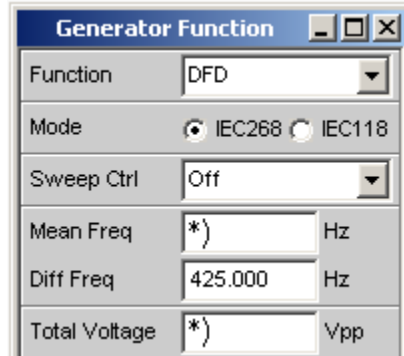 Generator Function
Function DFD
Mode IEC268 IEC118
Sweep Ctrl Off
Mean Freq *) Hz
Diff Freq 425.000 Hz
Total Voltage *) Vpp